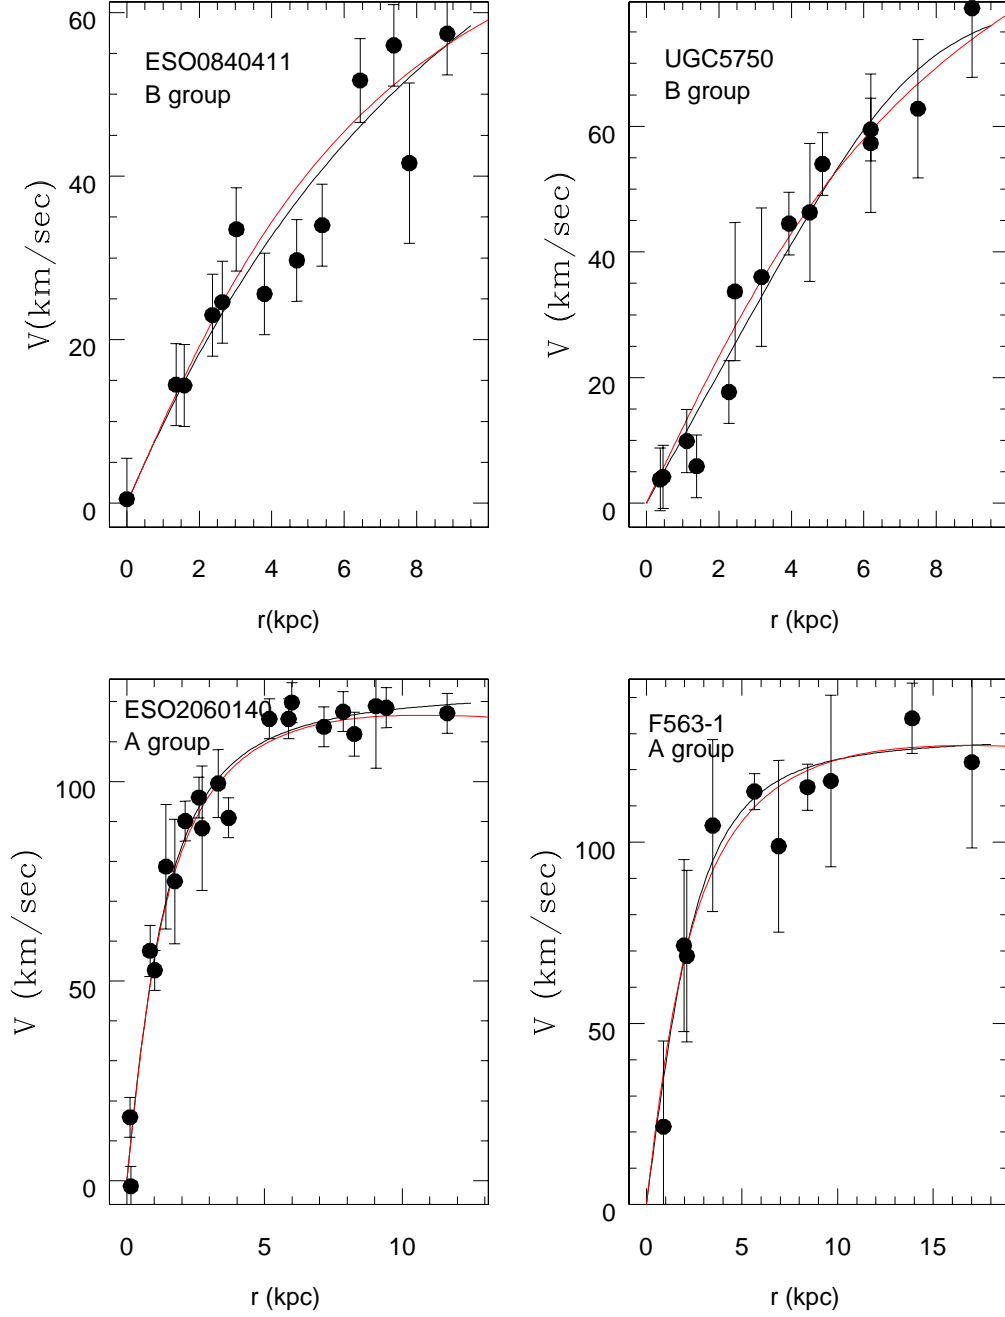 60
ESO0840411
B group
40
20
0
V(km/sec)
0 2 4 6 8
r(kpc)
UGC5750
B group
60
40
20
0
V (km/sec)
0 2 4 6 8
r (kpc)
ESO2060140
A group
100
50
0
V (km/sec)
0 5 10
r (kpc)
F563-1
A group
100
50
0
V (km/sec)
0 5 10 15
r (kpc)